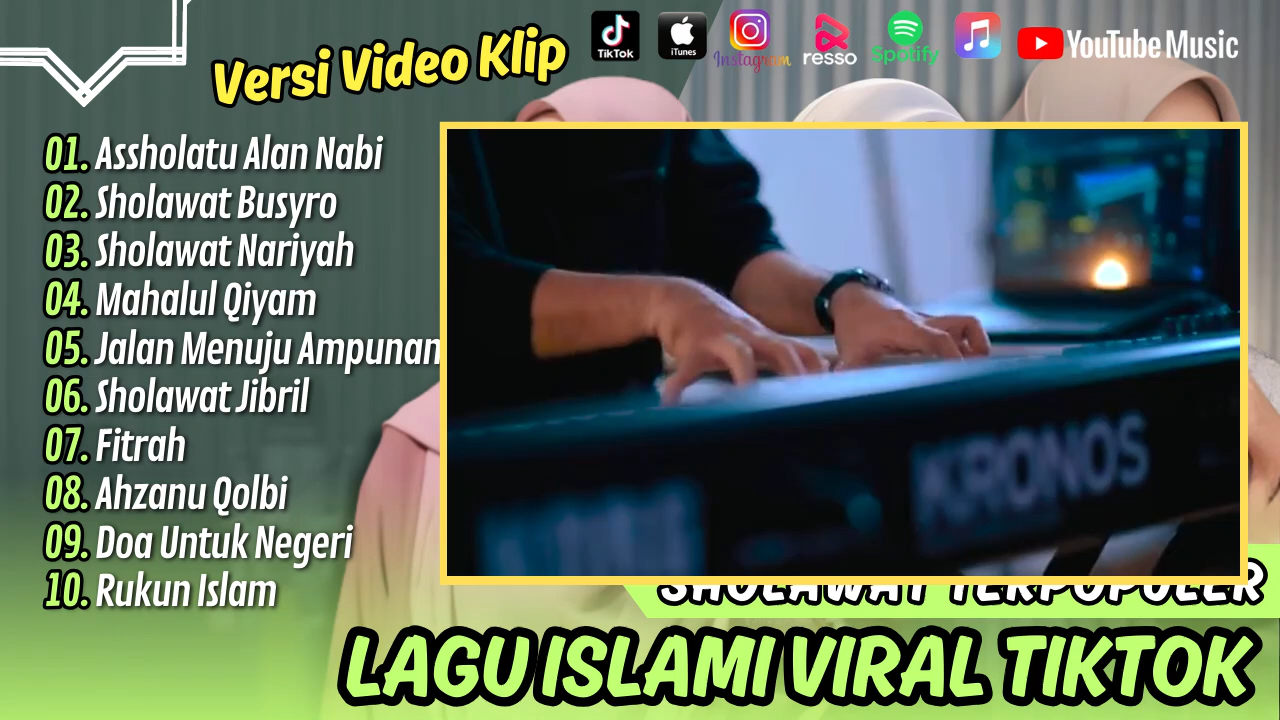 Versi Video Klip
TikTok
iTunes
Instagram
resso
Spotify
YouTube Music
01. Assholatu Alan Nabi
02. Sholawat Busyro
03. Sholawat Nariyah
04. Mahalul Qiyam
05. Jalan Menuju Ampunan
06. Sholawat Jibril
07. Fitrah
08. Ahzanu Qolbi
09. Doa Untuk Negeri
10. Rukun Islam
KRONOS
SHOLAWAT TERPOPULER
LAGU ISLAMI VIRAL TIKTOK